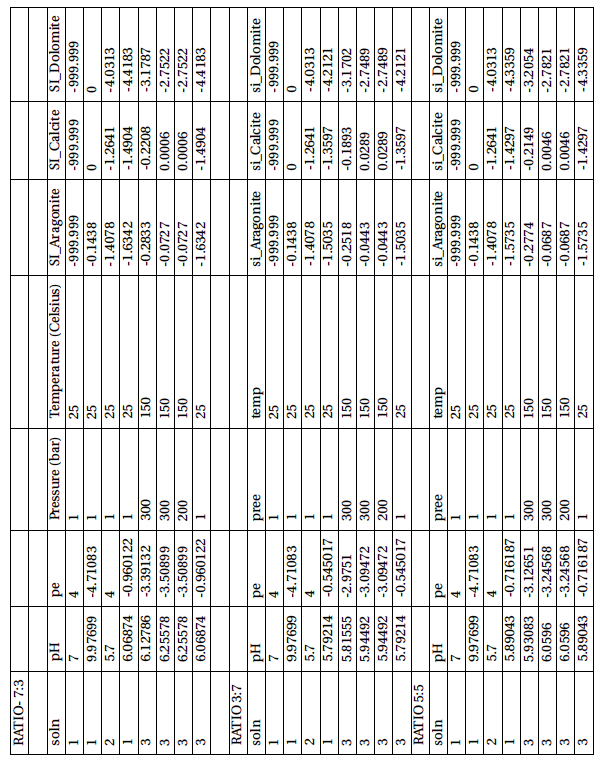 RATIO- 7:3
soln pH pe Pressure (bar) Temperature (Celsius) SI_Aragonite SI_Calcite SI_Dolomite
1 7 4 1 25 -999.999 -999.999 -999.999
1 9.97699 -4.71083 1 25 -0.1438 0 0
2 5.7 4 1 25 -1.4078 -1.2641 -4.0313
1 6.06874 -0.960122 1 25 -1.6342 -1.4904 -4.4183
3 6.12786 -3.39132 300 150 -0.2833 -0.2208 -3.1787
3 6.25578 -3.50899 300 150 -0.0727 0.0006 -2.7522
3 6.25578 -3.50899 200 150 -0.0727 0.0006 -2.7522
3 6.06874 -0.960122 1 25 -1.6342 -1.4904 -4.4183
RATIO 3:7
soln pH pe pree temp si_Aragonite si_Calcite si_Dolomite
1 7 4 1 25 -999.999 -999.999 -999.999
1 9.97699 -4.71083 1 25 -0.1438 0 0
2 5.7 4 1 25 -1.4078 -1.2641 -4.0313
1 5.79214 -0.545017 1 25 -1.5035 -1.3597 -4.2121
3 5.81555 -2.9751 300 150 -0.2518 -0.1893 -3.1702
3 5.94492 -3.09472 300 150 -0.0443 0.0289 -2.7489
3 5.94492 -3.09472 200 150 -0.0443 0.0289 -2.7489
3 5.79214 -0.545017 1 25 -1.5035 -1.3597 -4.2121
RATIO 5:5
soln pH pe pree temp si_Aragonite si_Calcite si_Dolomite
1 7 4 1 25 -999.999 -999.999 -999.999
1 9.97699 -4.71083 1 25 -0.1438 0 0
2 5.7 4 1 25 -1.4078 -1.2641 -4.0313
1 5.89043 -0.716187 1 25 -1.5735 -1.4297 -4.3359
3 5.93083 -3.12651 300 150 -0.2774 -0.2149 -3.2054
3 6.0596 -3.24568 300 150 -0.0687 0.0046 -2.7821
3 6.0596 -3.24568 200 150 -0.0687 0.0046 -2.7821
3 5.89043 -0.716187 1 25 -1.5735 -1.4297 -4.3359